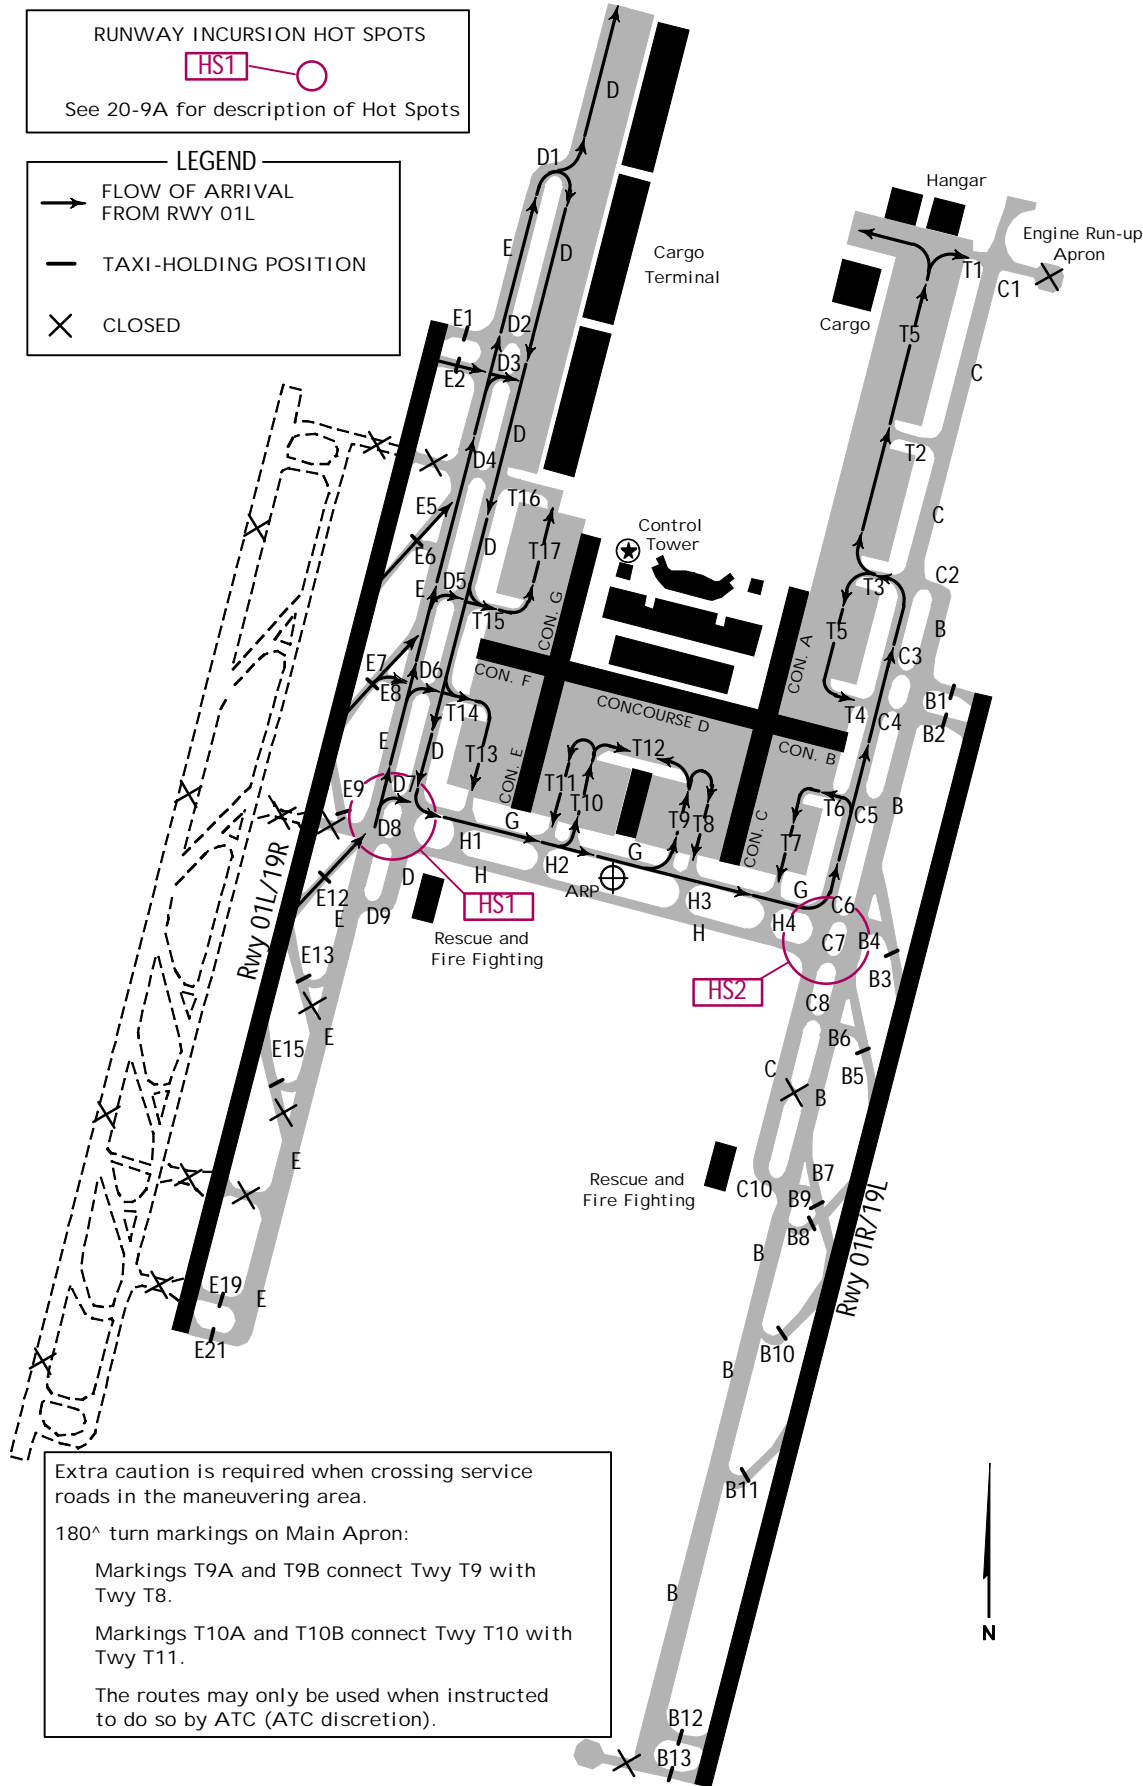 RUNWAY INCURSION HOT SPOTS
HS1
See 20-9A for description of Hot Spots
LEGEND
FLOW OF ARRIVAL
FROM RWY 01L
TAXI-HOLDING POSITION
CLOSED
D
D1
E
D
Cargo
Terminal
Hangar
Engine Run-up
Apron
T1
C1
Cargo
T5
C
E1
D2
E2
D3
D
D4
T2
C
E5
T16
E6
D
T17
Control
Tower
E
D5
T15
CON. G
T3
C2
T5
B
E7
D6
E8
CON. F
CON. A
C3
T14
CONCOURSE D
T4
C4
B1
B2
E
D
T13
CON. E
T12
CON. B
E9
D7
T11
T10
T9
T8
CON. C
T6
T7
C5
B
D8
H1
G
H2
G
H
D
ARP
H3
G
H4
C6
C7
B4
B3
H
E12
E
D9
HS1
HS2
Rwy 01L/19R
Rescue and
Fire Fighting
E13
E
C8
B6
B5
E15
C
B
E
Rescue and
Fire Fighting
C10
B7
B9
B8
B
Rwy 01R/19L
E19
E
E21
B10
B
B11
B
B12
B13
Extra caution is required when crossing service
roads in the maneuvering area.
180^ turn markings on Main Apron:
Markings T9A and T9B connect Twy T9 with
Twy T8.
Markings T10A and T10B connect Twy T10 with
Twy T11.
The routes may only be used when instructed
to do so by ATC (ATC discretion).
N